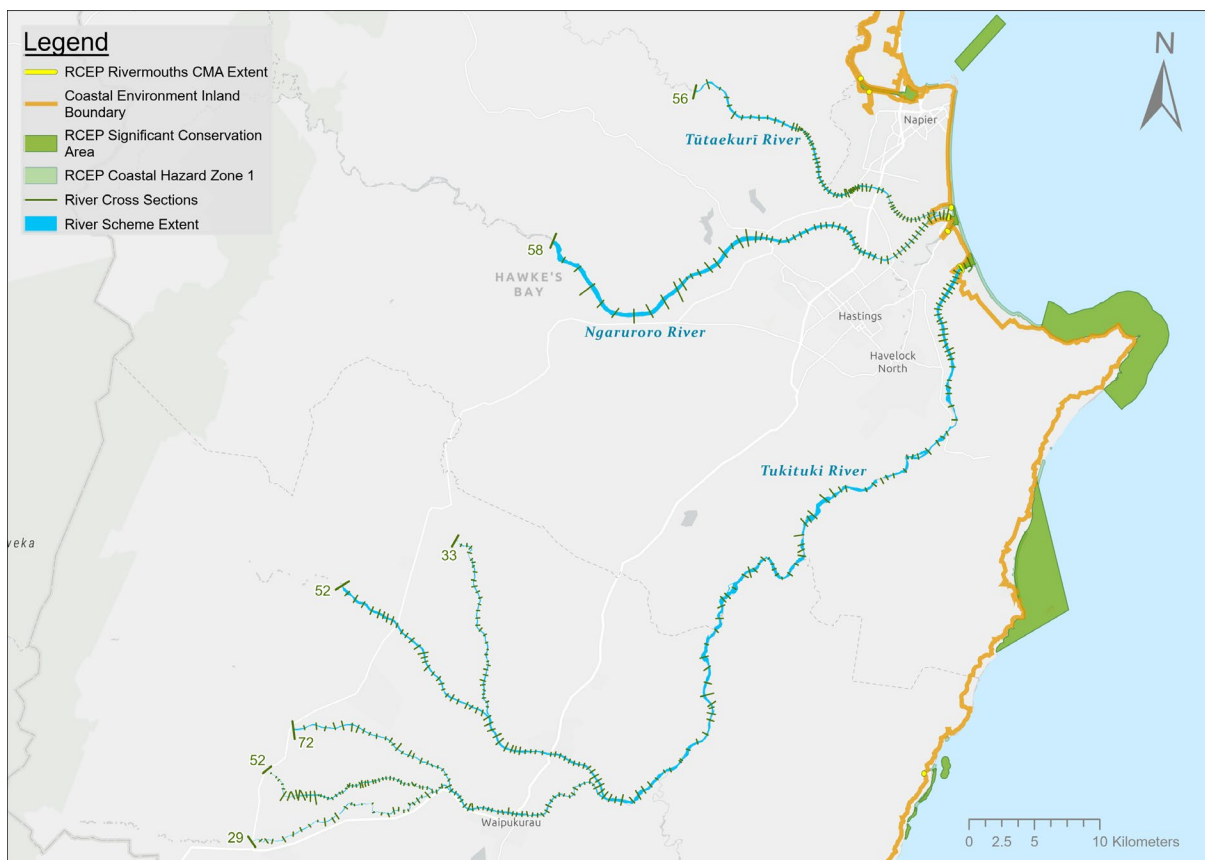 Legend
RCEP Rivermouths CMA Extent
Coastal Environment Inland
Boundary
RCEP Significant Conservation
Area
RCEP Coastal Hazard Zone 1
River Cross Sections
River Scheme Extent
N
56
Napier
Tūtaekurī River
58
HAWKE'S
BAY
Ngaruroro River
Hastings
Havelock
North
Tukituki River
weka
33
52
72
52
29
Waipukurau
0 2.5 5 10 Kilometers